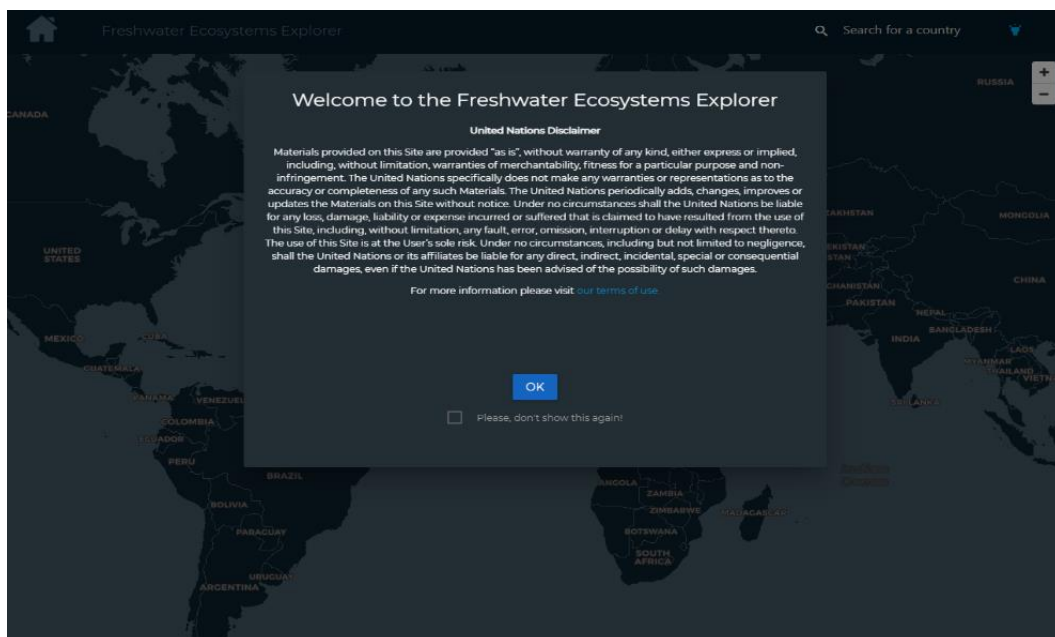 Freshwater Ecosystems Explorer
Search for a country
Welcome to the Freshwater Ecosystems Explorer
United Nations Disclaimer
Materials provided on this Site are provided "as is", without warranty of any kind, either express or implied,
including, without limitation, warranties of merchantability, fitness for a particular purpose and non-
infringement. The United Nations specifically does not make any warranties or representations as to the
accuracy or completeness of any such Materials. The United Nations periodically adds, changes, improves or
updates the Materials on this Site without notice. Under no circumstances shall the United Nations be liable
for any loss, damage, liability or expense incurred or suffered that is claimed to have resulted from the use of
this Site, including, without limitation, any fault, error, omission, interruption or delay with respect thereto.
The use of this Site is at the User's sole risk. Under no circumstances, including but not limited to negligence,
shall the United Nations or its affiliates be liable for any direct, indirect, incidental, special or consequential
damages, even if the United Nations has been advised of the possibility of such damages.
For more information please visit our terms of use.
OK
Please, don't show this again!
+
−
RUSSIA
CANADA
UNITED
STATES
MEXICO
CUBA
GUATEMALA
PANAMA
VENEZUEL
COLOMBIA
ECUADOR
PERU
BRAZIL
BOLIVIA
PARAGUAY
URUGUAY
ARGENTINA
ANGOLA
ZAMBIA
ZIMBABWE
MADAGASCAR
BOTSWANA
SOUTH
AFRICA
ZAKHSTAN
MONGOLIA
CHINA
GHANISTAN
PAKISTAN
NEPAL
BANGLADESH
INDIA
LAOS
MYANMAR
THAILAND
VIETN
SRI LANKA